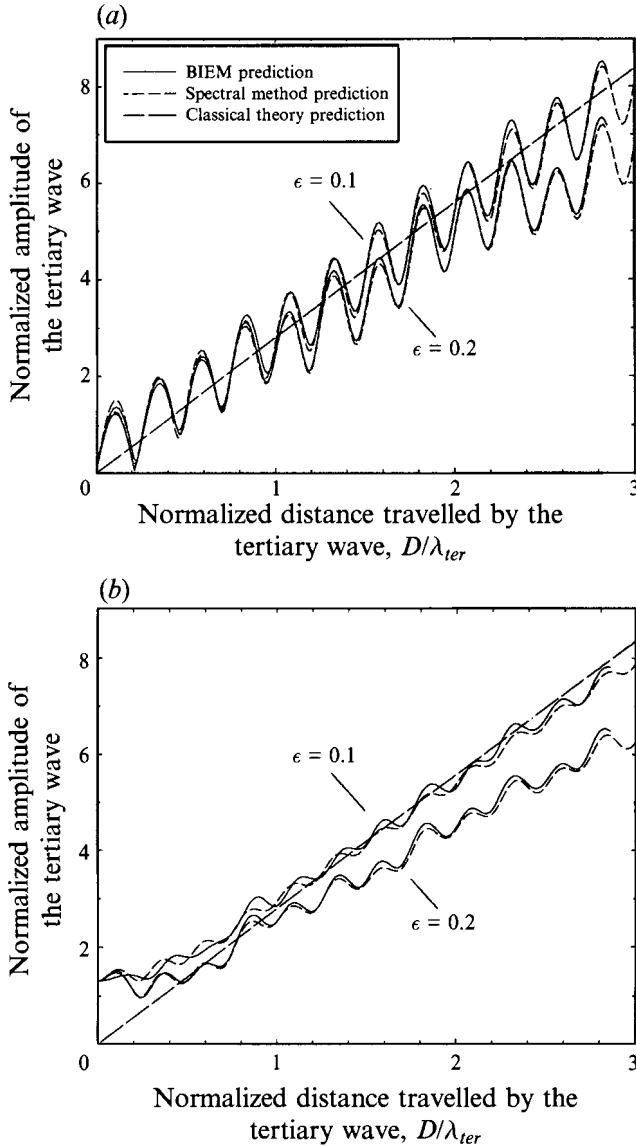 (a)
8
6
4
2
0
1
2
3
BIEM prediction
Spectral method prediction
Classical theory prediction
ϵ = 0.1
ϵ = 0.2
Normalized amplitude of
the tertiary wave
Normalized distance travelled by the
tertiary wave, D/λter
(b)
8
6
4
2
0
1
2
3
ϵ = 0.1
ϵ = 0.2
Normalized amplitude of
the tertiary wave
Normalized distance travelled by the
tertiary wave, D/λter